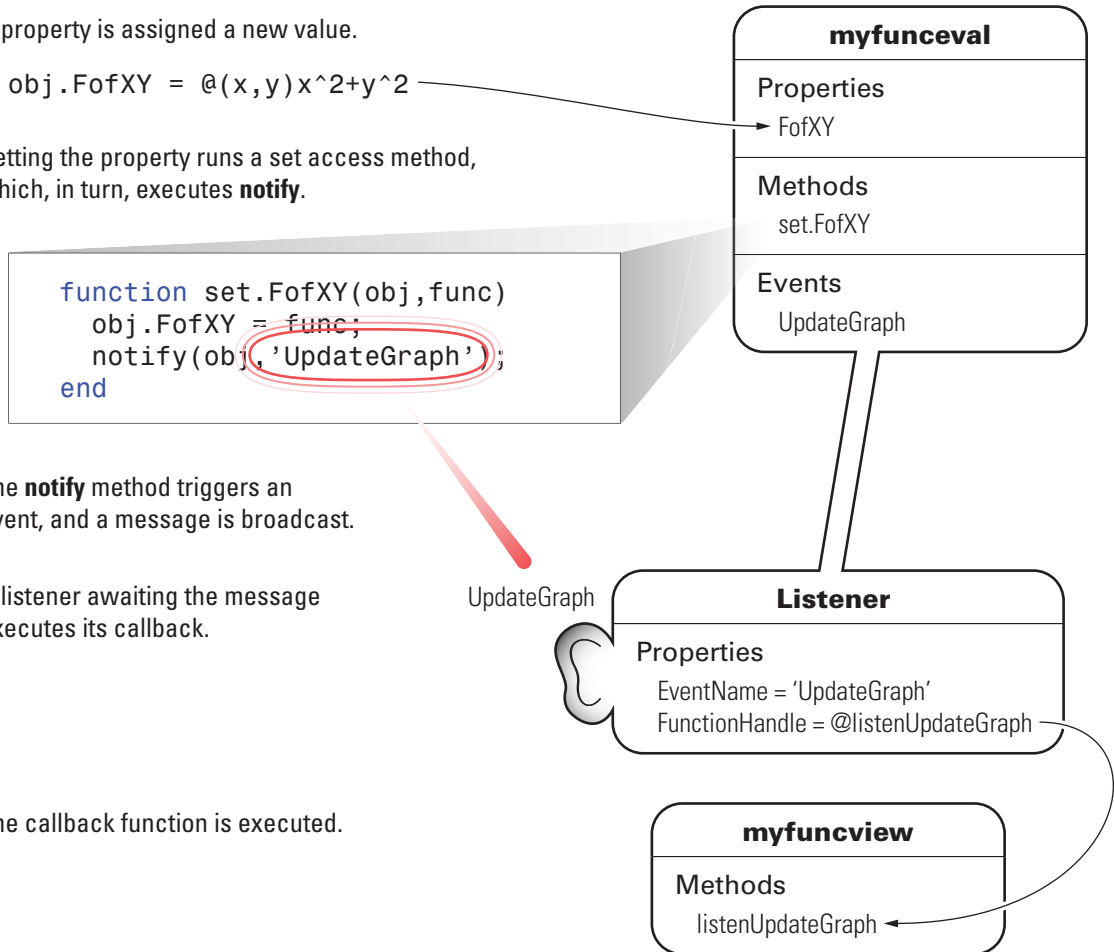 property is assigned a new value.
obj.FofXY = @(x,y)x^2+y^2
etting the property runs a set access method,
hich, in turn, executes notify.
function set.FofXY(obj,func)
obj.FofXY = func;
notify(obj,'UpdateGraph');
end
he notify method triggers an
vent, and a message is broadcast.
listener awaiting the message
xecutes its callback.
he callback function is executed.
myfunceval
Properties
FofXY
Methods
set.FofXY
Events
UpdateGraph
UpdateGraph
Listener
Properties
EventName = ‘UpdateGraph’
FunctionHandle = @listenUpdateGraph
myfuncview
Methods
listenUpdateGraph